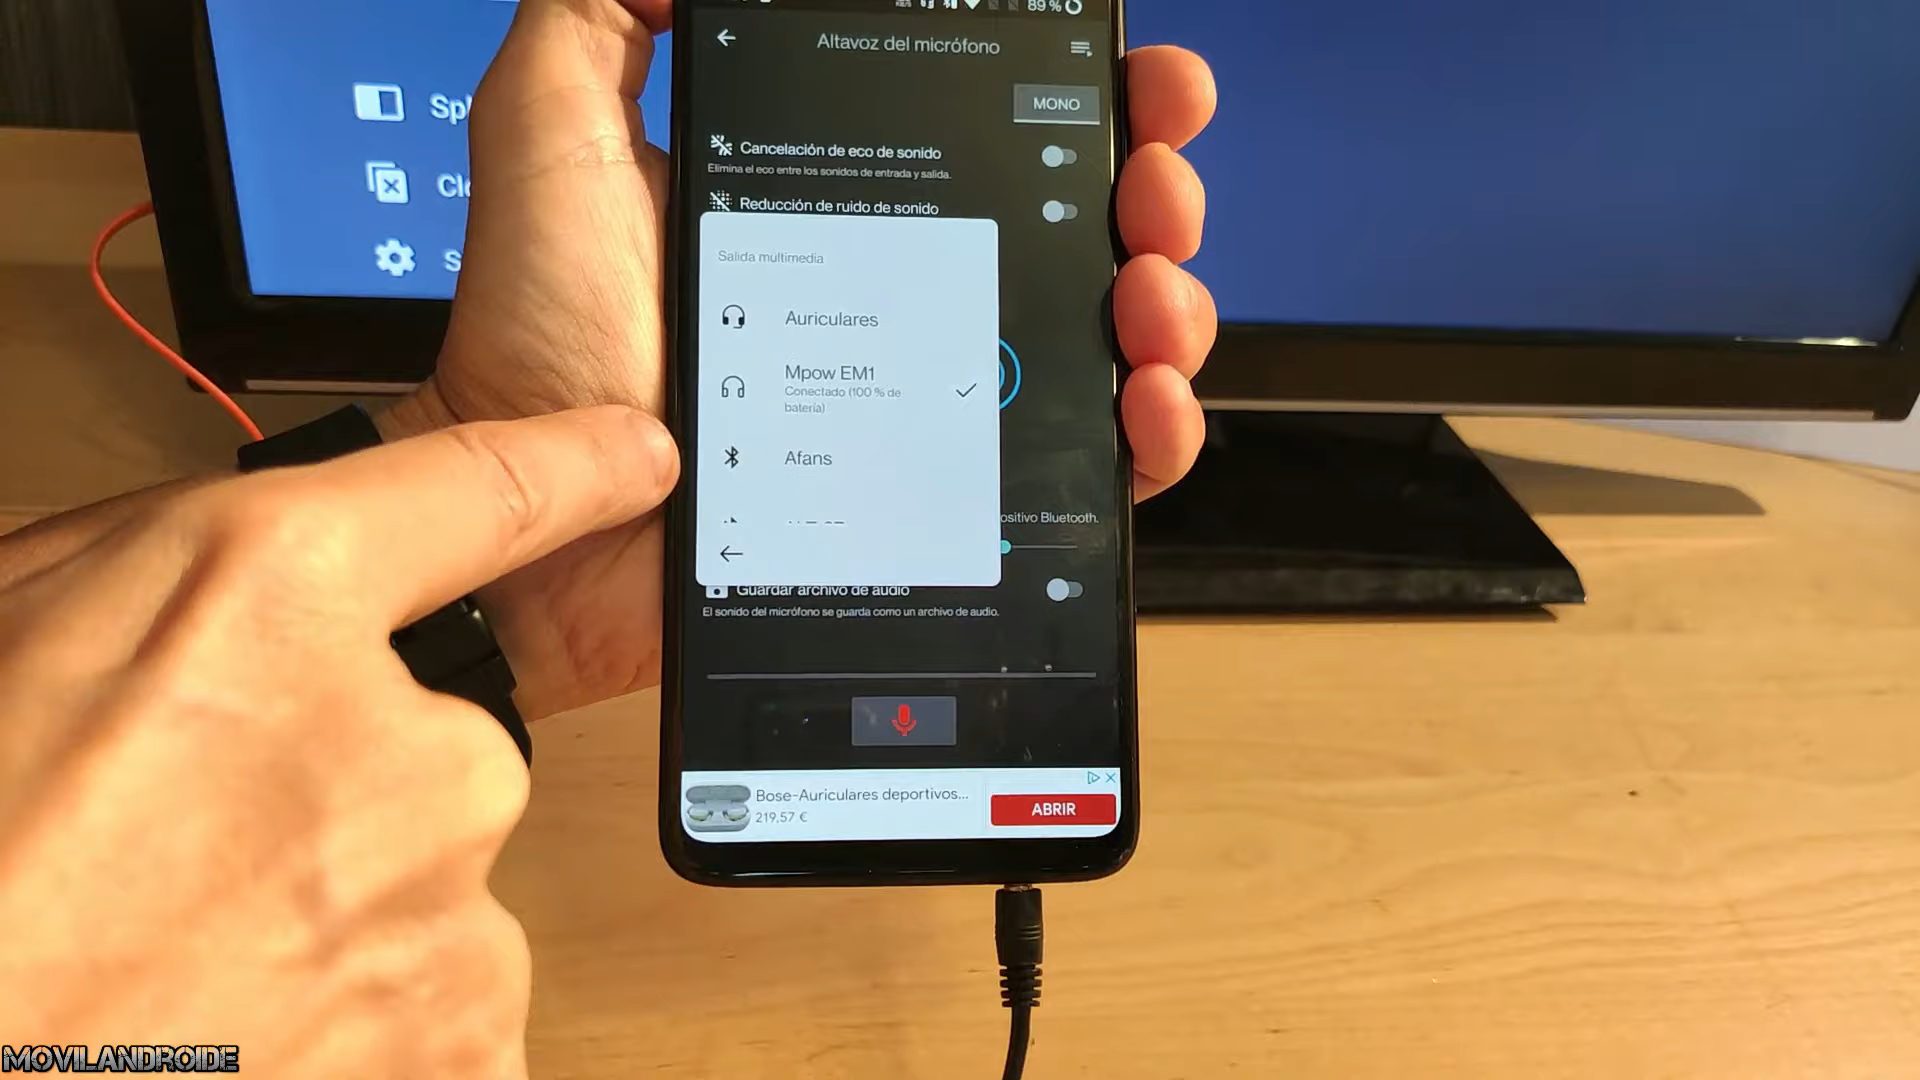 89 %
Altavoz del micrófono
MONO
Cancelación de eco de sonido
Elimina el eco entre los sonidos de entrada y salida.
Reducción de ruido de sonido
Salida multimedia
Auriculares
Mpow EM1
Conectado (100 % de
batería)
Afans
ositivo Bluetooth.
Guardar archivo de audio
El sonido del micrófono se guarda como un archivo de audio.
Bose-Auriculares deportivos...
219,57 €
ABRIR
Spl
Clo
S
MOVILANDROIDE